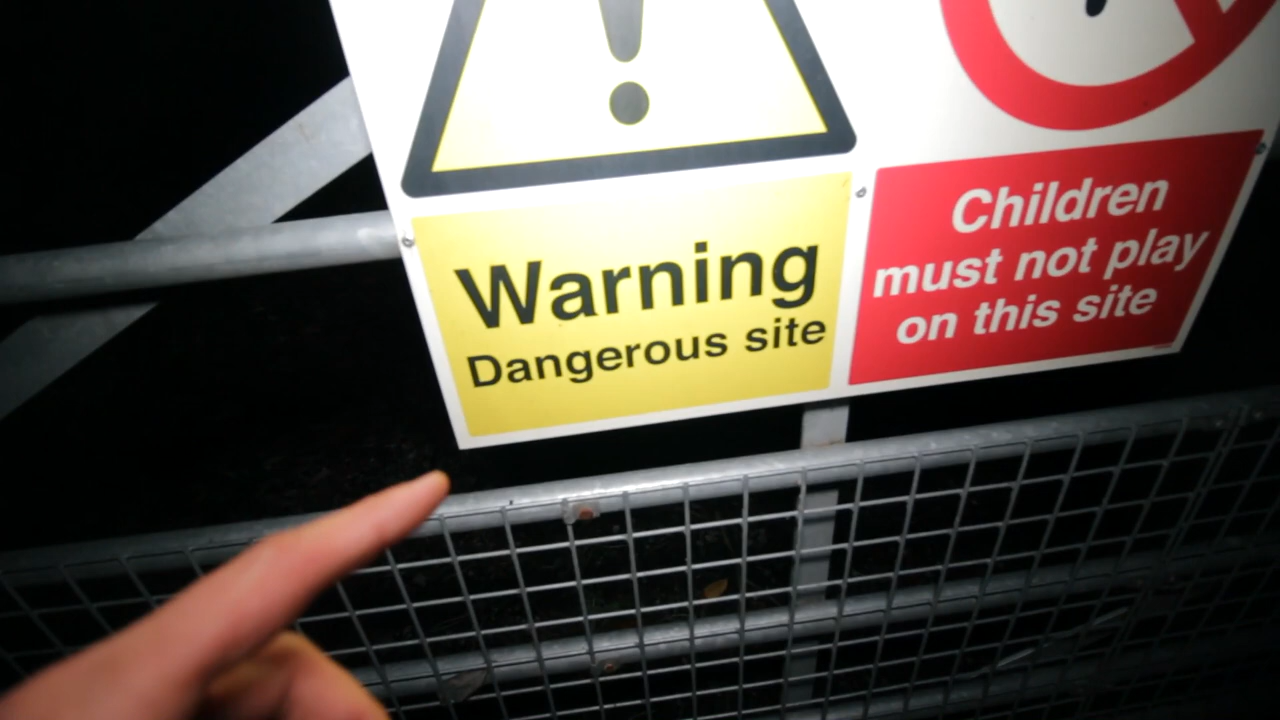 Warning
Dangerous site
Children
must not play
on this site